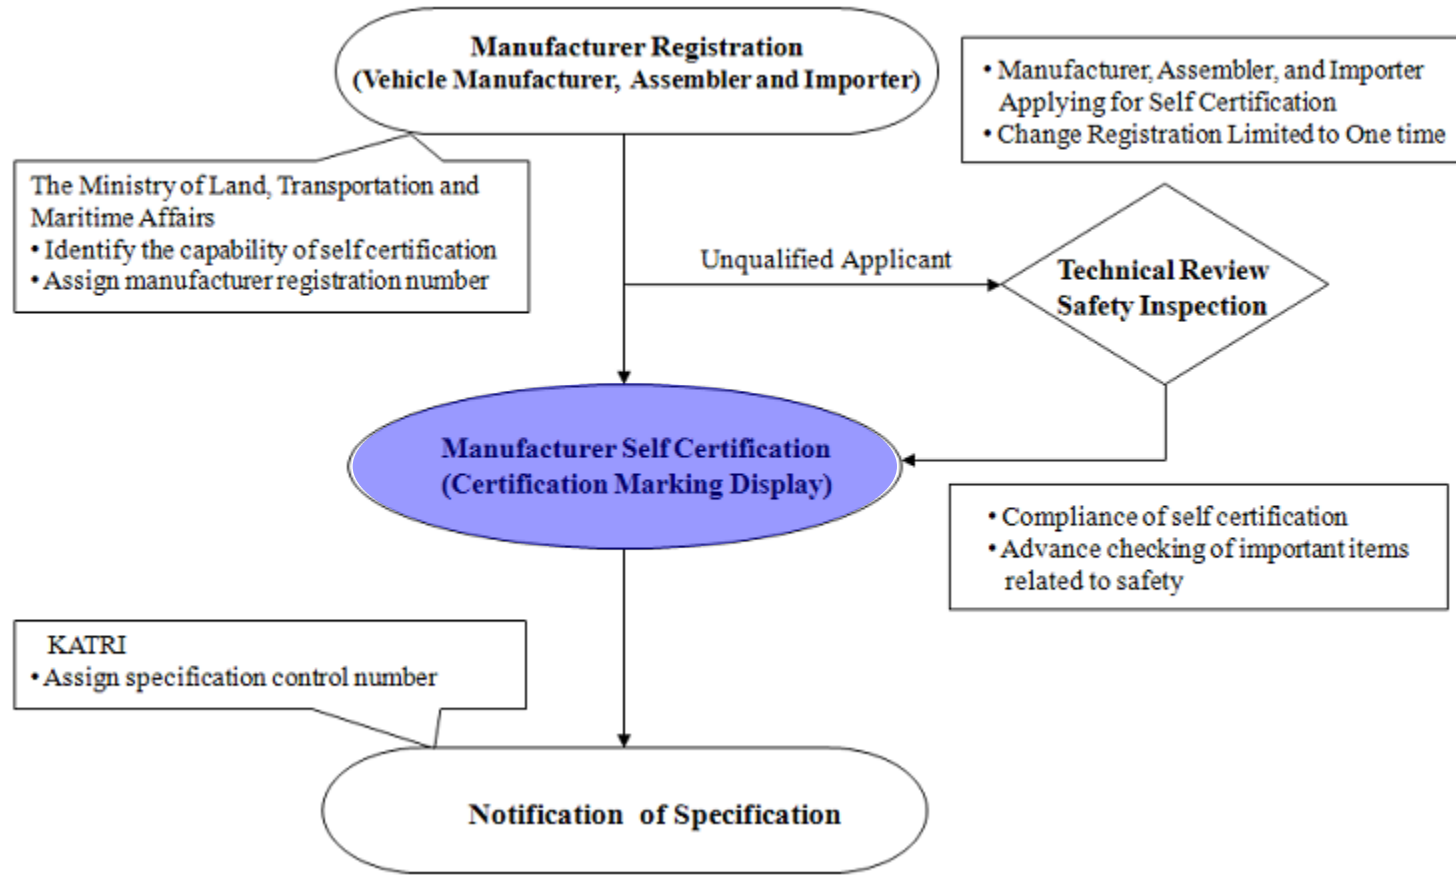 Manufacturer Registration
(Vehicle Manufacturer, Assembler and Importer)
• Manufacturer, Assembler, and Importer
Applying for Self Certification
• Change Registration Limited to One time
The Ministry of Land, Transportation and
Maritime Affairs
• Identify the capability of self certification
• Assign manufacturer registration number
Unqualified Applicant
Technical Review
Safety Inspection
Manufacturer Self Certification
(Certification Marking Display)
• Compliance of self certification
• Advance checking of important items
related to safety
KATRI
• Assign specification control number
Notification of Specification